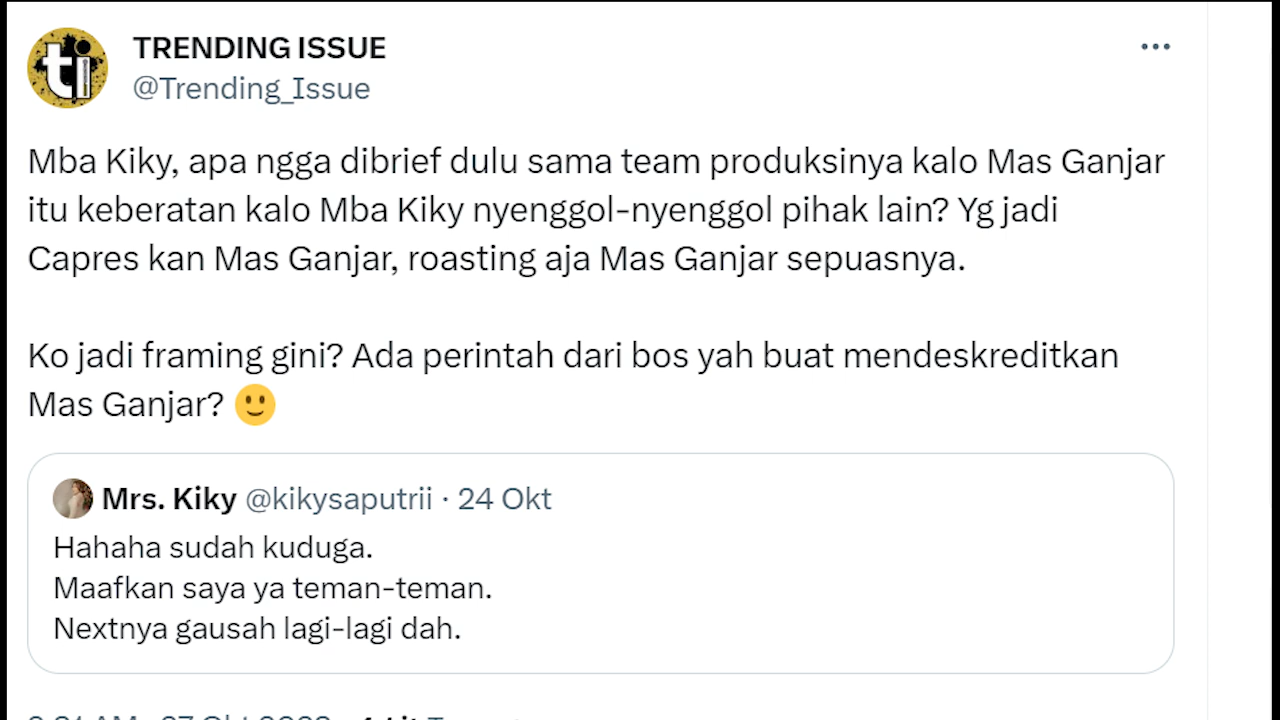 TRENDING ISSUE
@Trending_Issue
Mba Kiky, apa ngga dibrief dulu sama team produksinya kalo Mas Ganjar
itu keberatan kalo Mba Kiky nyenggol-nyenggol pihak lain? Yg jadi
Capres kan Mas Ganjar, roasting aja Mas Ganjar sepuasnya.
Ko jadi framing gini? Ada perintah dari bos yah buat mendeskreditkan
Mas Ganjar? 🙂
Mrs. Kiky @kikysaputrii · 24 Okt
Hahaha sudah kuduga.
Maafkan saya ya teman-teman.
Nextnya gausah lagi-lagi dah.